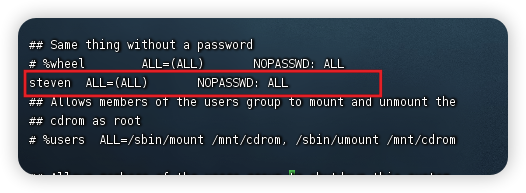 ## Same thing without a password
# %wheel ALL=(ALL) NOPASSWD: ALL
steven ALL=(ALL) NOPASSWD: ALL
## Allows members of the users group to mount and unmount the
## cdrom as root
# %users ALL=/sbin/mount /mnt/cdrom, /sbin/umount /mnt/cdrom